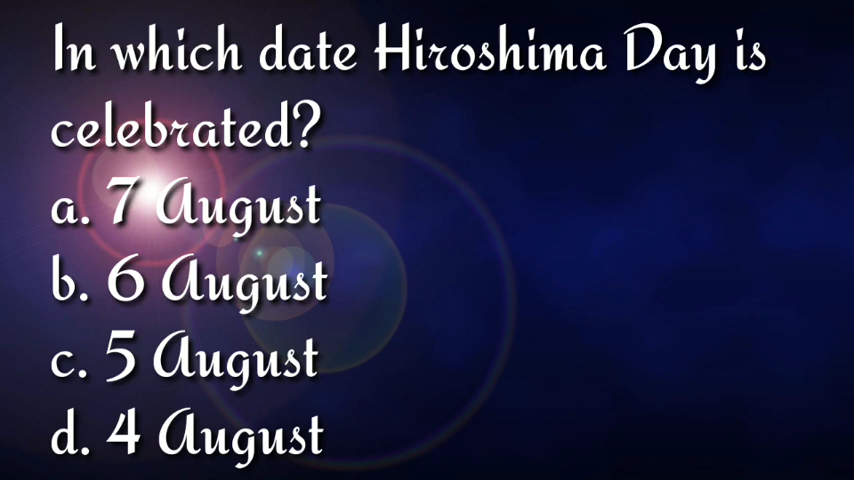 In which date Hiroshima Day is
celebrated?
a. 7 August
b. 6 August
c. 5 August
d. 4 August